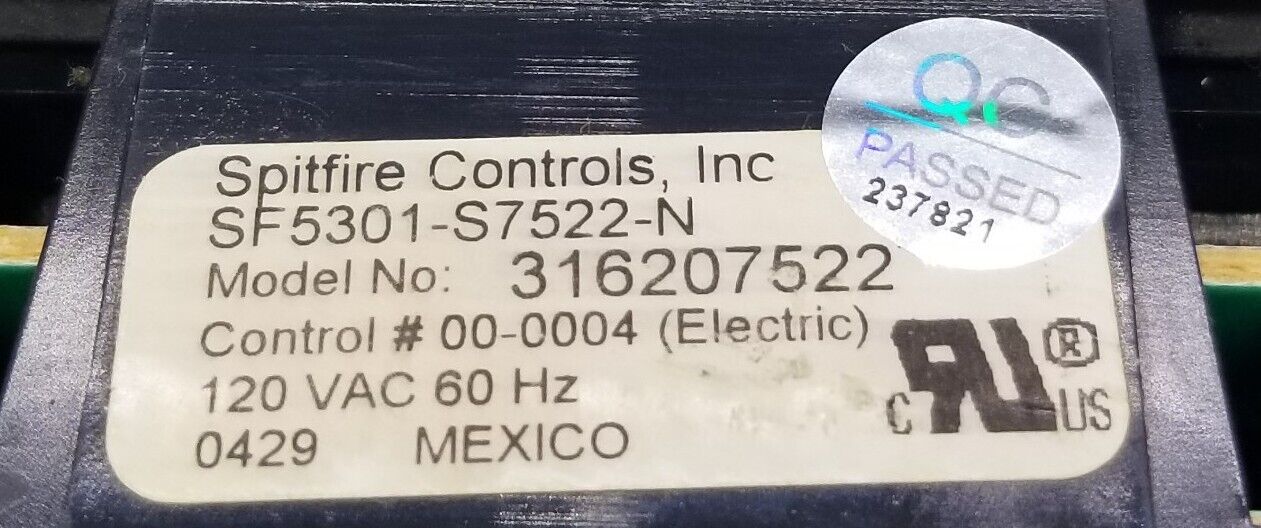 QC
PASSED
237821
Spitfire Controls, Inc
SF5301-S7522-N
Model No: 316207522
Control # 00-0004 (Electric)
120 VAC 60 Hz
0429 MEXICO
C RU ® US